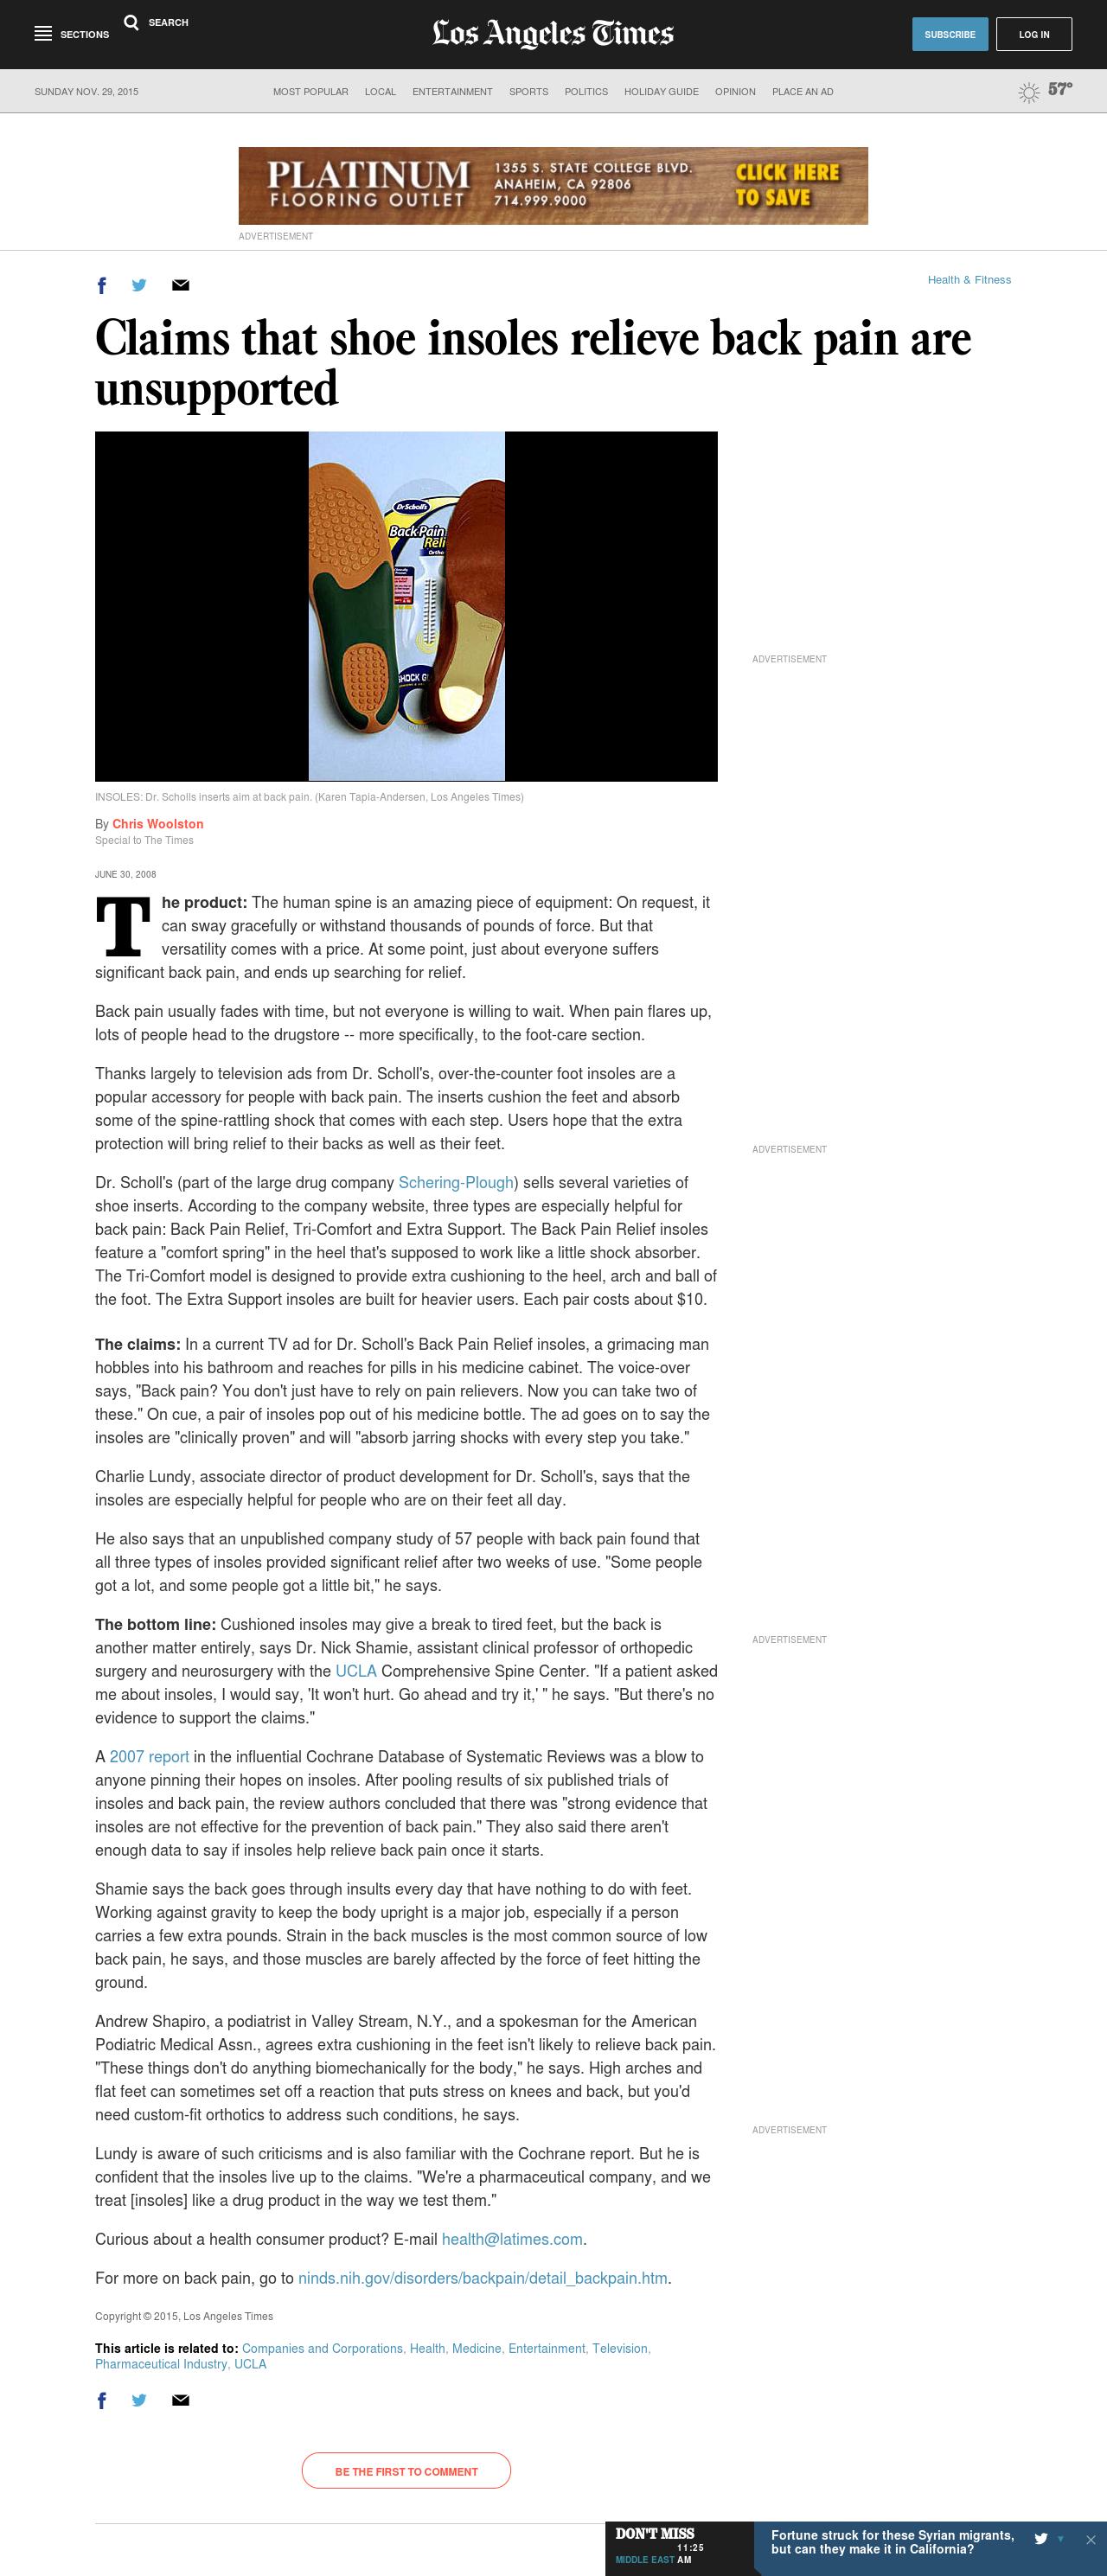 SECTIONS
SEARCH
Los Angeles Times
SUBSCRIBE
LOG IN
SUNDAY NOV. 29, 2015
MOST POPULAR LOCAL ENTERTAINMENT SPORTS POLITICS HOLIDAY GUIDE OPINION PLACE AN AD
57°
PLATINUM
FLOORING OUTLET
1355 S. STATE COLLEGE BLVD.
ANAHEIM, CA 92806
714.999.9000
CLICK HERE
TO SAVE
ADVERTISEMENT
Health & Fitness
Claims that shoe insoles relieve back pain are
unsupported
Dr Scholl's
Back Pain
Reli
Ortho
SHOCK G
ADVERTISEMENT
INSOLES: Dr. Scholls inserts aim at back pain. (Karen Tapia-Andersen, Los Angeles Times)
By Chris Woolston
Special to The Times
JUNE 30, 2008
The product: The human spine is an amazing piece of equipment: On request, it
can sway gracefully or withstand thousands of pounds of force. But that
versatility comes with a price. At some point, just about everyone suffers
significant back pain, and ends up searching for relief.
Back pain usually fades with time, but not everyone is willing to wait. When pain flares up,
lots of people head to the drugstore -- more specifically, to the foot-care section.
Thanks largely to television ads from Dr. Scholl's, over-the-counter foot insoles are a
popular accessory for people with back pain. The inserts cushion the feet and absorb
some of the spine-rattling shock that comes with each step. Users hope that the extra
protection will bring relief to their backs as well as their feet.
ADVERTISEMENT
Dr. Scholl's (part of the large drug company Schering-Plough) sells several varieties of
shoe inserts. According to the company website, three types are especially helpful for
back pain: Back Pain Relief, Tri-Comfort and Extra Support. The Back Pain Relief insoles
feature a "comfort spring" in the heel that's supposed to work like a little shock absorber.
The Tri-Comfort model is designed to provide extra cushioning to the heel, arch and ball of
the foot. The Extra Support insoles are built for heavier users. Each pair costs about $10.
The claims: In a current TV ad for Dr. Scholl's Back Pain Relief insoles, a grimacing man
hobbles into his bathroom and reaches for pills in his medicine cabinet. The voice-over
says, "Back pain? You don't just have to rely on pain relievers. Now you can take two of
these." On cue, a pair of insoles pop out of his medicine bottle. The ad goes on to say the
insoles are "clinically proven" and will "absorb jarring shocks with every step you take."
Charlie Lundy, associate director of product development for Dr. Scholl's, says that the
insoles are especially helpful for people who are on their feet all day.
He also says that an unpublished company study of 57 people with back pain found that
all three types of insoles provided significant relief after two weeks of use. "Some people
got a lot, and some people got a little bit," he says.
The bottom line: Cushioned insoles may give a break to tired feet, but the back is
another matter entirely, says Dr. Nick Shamie, assistant clinical professor of orthopedic
surgery and neurosurgery with the UCLA Comprehensive Spine Center. "If a patient asked
me about insoles, I would say, 'It won't hurt. Go ahead and try it,' " he says. "But there's no
evidence to support the claims."
ADVERTISEMENT
A 2007 report in the influential Cochrane Database of Systematic Reviews was a blow to
anyone pinning their hopes on insoles. After pooling results of six published trials of
insoles and back pain, the review authors concluded that there was "strong evidence that
insoles are not effective for the prevention of back pain." They also said there aren't
enough data to say if insoles help relieve back pain once it starts.
Shamie says the back goes through insults every day that have nothing to do with feet.
Working against gravity to keep the body upright is a major job, especially if a person
carries a few extra pounds. Strain in the back muscles is the most common source of low
back pain, he says, and those muscles are barely affected by the force of feet hitting the
ground.
Andrew Shapiro, a podiatrist in Valley Stream, N.Y., and a spokesman for the American
Podiatric Medical Assn., agrees extra cushioning in the feet isn't likely to relieve back pain.
"These things don't do anything biomechanically for the body," he says. High arches and
flat feet can sometimes set off a reaction that puts stress on knees and back, but you'd
need custom-fit orthotics to address such conditions, he says.
ADVERTISEMENT
Lundy is aware of such criticisms and is also familiar with the Cochrane report. But he is
confident that the insoles live up to the claims. "We're a pharmaceutical company, and we
treat [insoles] like a drug product in the way we test them."
Curious about a health consumer product? E-mail health@latimes.com.
For more on back pain, go to ninds.nih.gov/disorders/backpain/detail_backpain.htm.
Copyright © 2015, Los Angeles Times
This article is related to: Companies and Corporations, Health, Medicine, Entertainment, Television,
Pharmaceutical Industry, UCLA
BE THE FIRST TO COMMENT
DON'T MISS
11:25
MIDDLE EAST AM
Fortune struck for these Syrian migrants,
but can they make it in California?